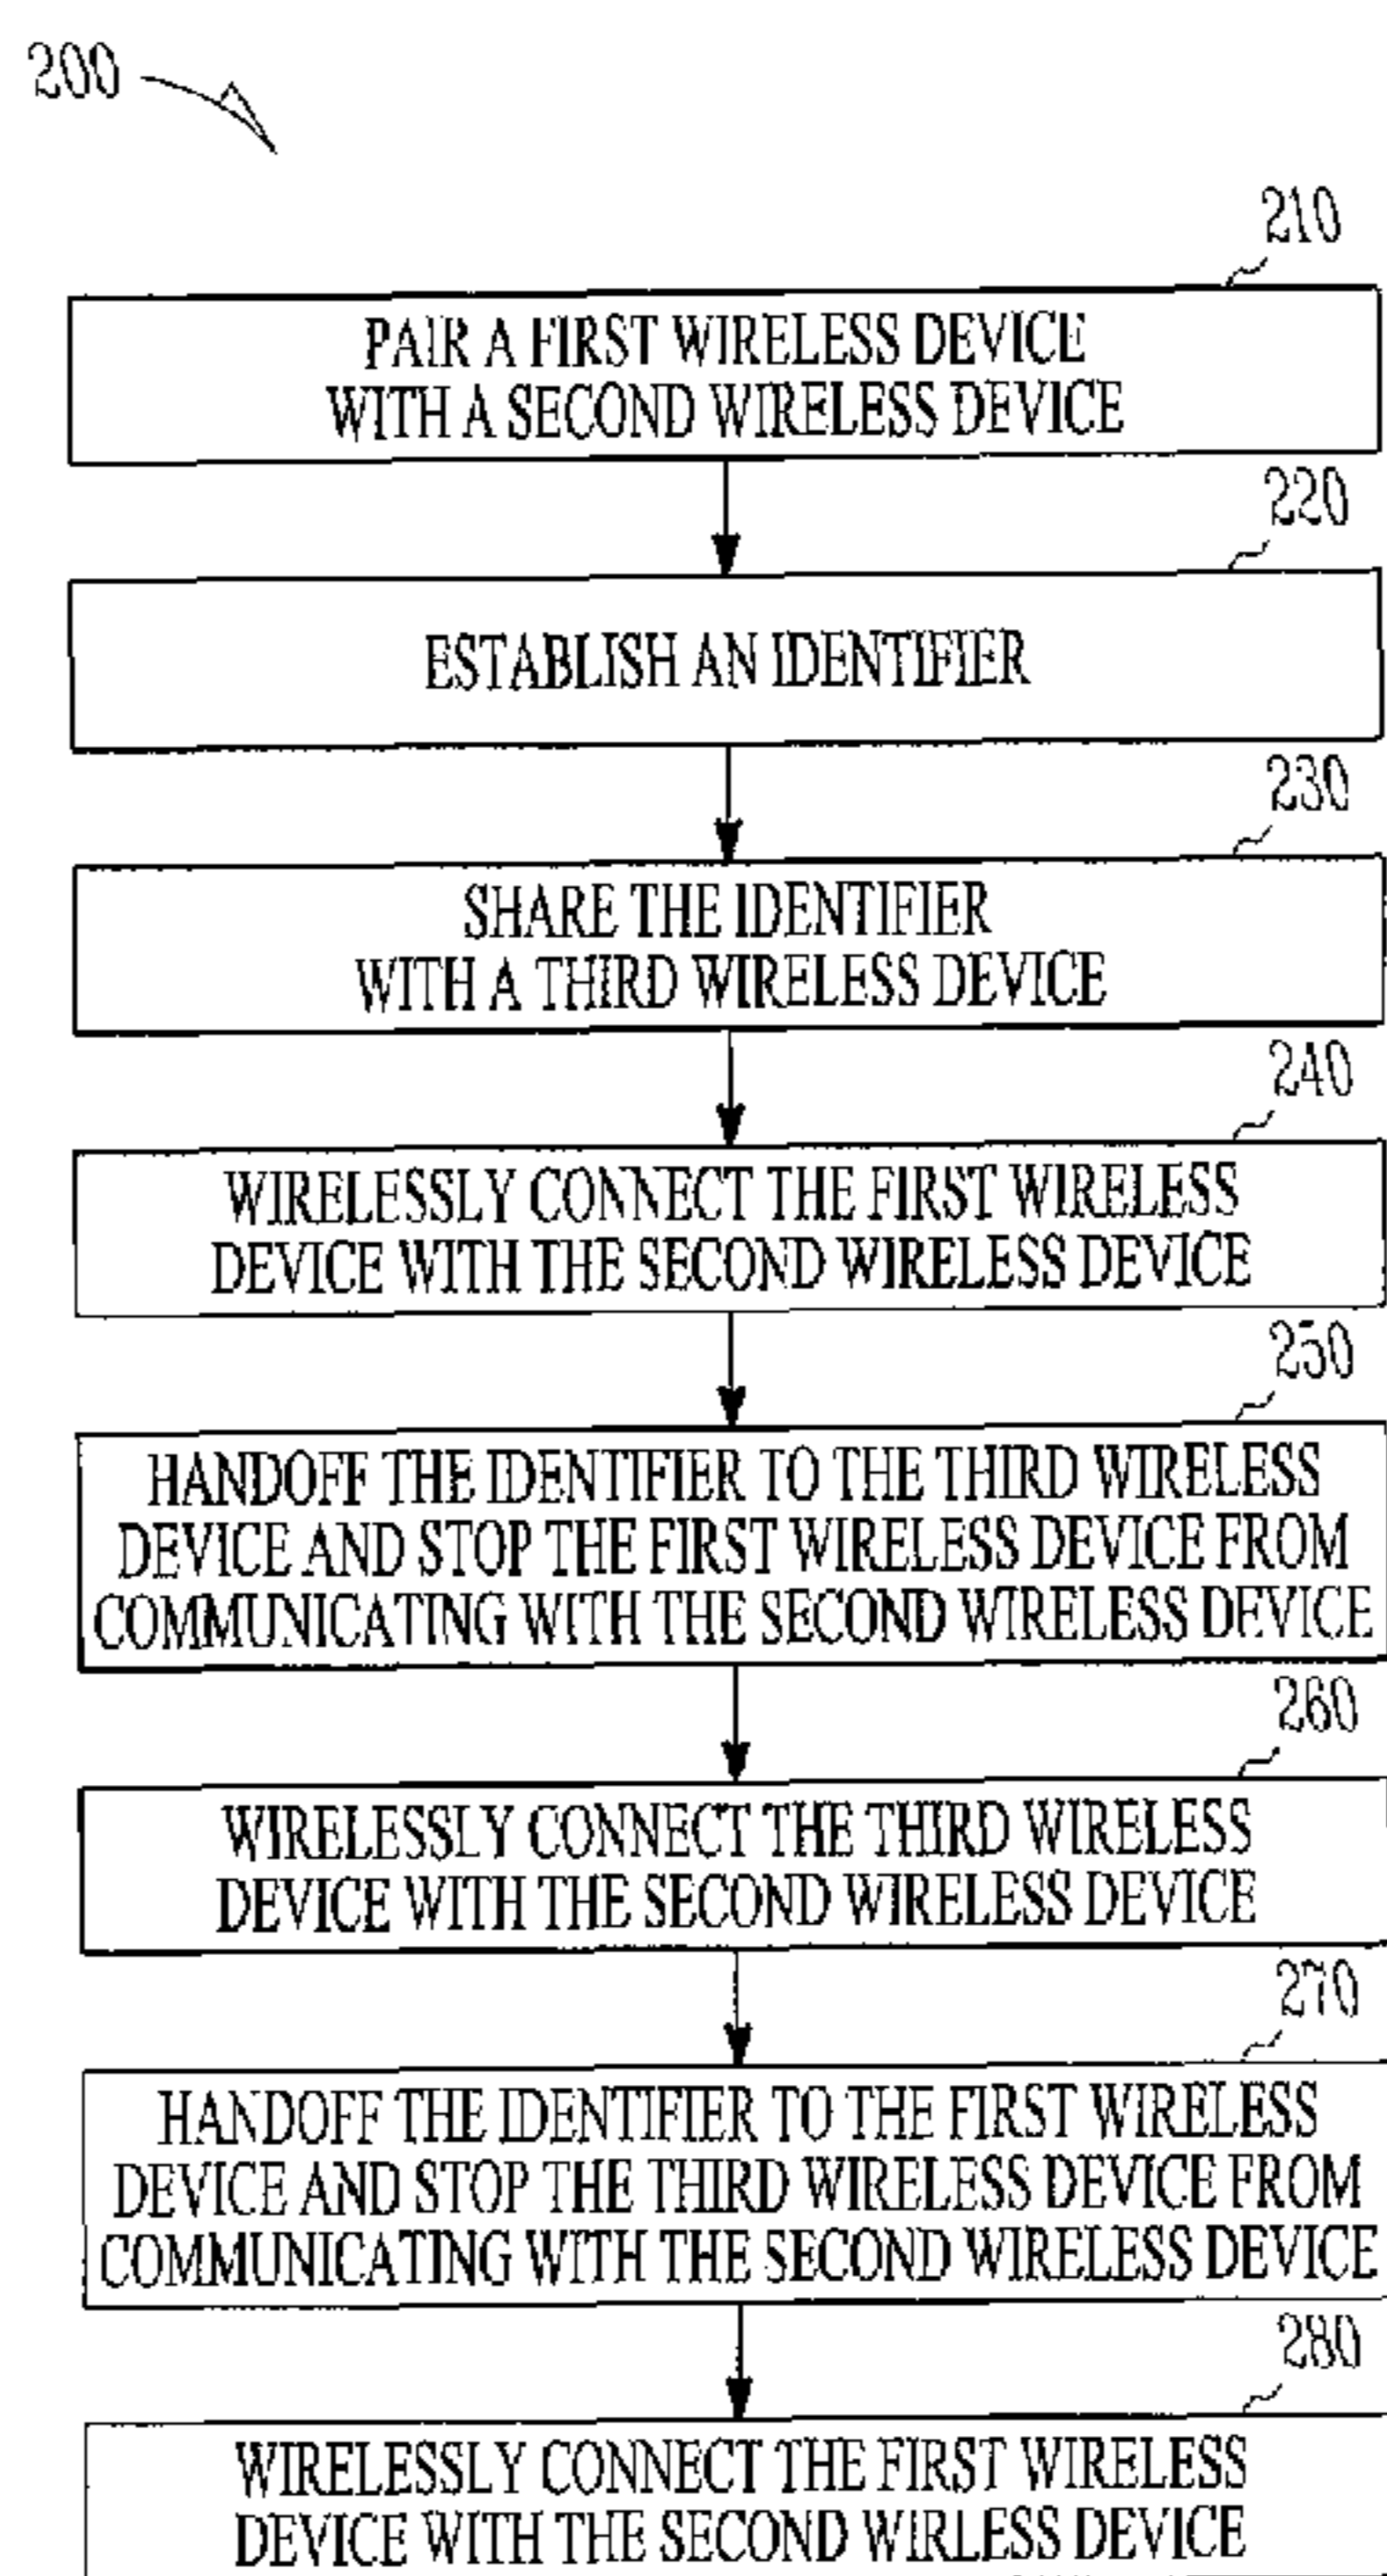 200
210
PAIR A FIRST WIRELESS DEVICE
WITH A SECOND WIRELESS DEVICE
220
ESTABLISH AN IDENTIFIER
230
SHARE THE IDENTIFIER
WITH A THIRD WIRELESS DEVICE
240
WIRELESSLY CONNECT THE FIRST WIRELESS
DEVICE WITH THE SECOND WIRELESS DEVICE
250
HANDOFF THE IDENTIFIER TO THE THIRD WIRELESS
DEVICE AND STOP THE FIRST WIRELESS DEVICE FROM
COMMUNICATING WITH THE SECOND WIRELESS DEVICE
260
WIRELESSLY CONNECT THE THIRD WIRELESS
DEVICE WITH THE SECOND WIRELESS DEVICE
270
HANDOFF THE IDENTIFIER TO THE FIRST WIRELESS
DEVICE AND STOP THE THIRD WIRELESS DEVICE FROM
COMMUNICATING WITH THE SECOND WIRELESS DEVICE
280
WIRELESSLY CONNECT THE FIRST WIRELESS
DEVICE WITH THE SECOND WIRLESS DEVICE